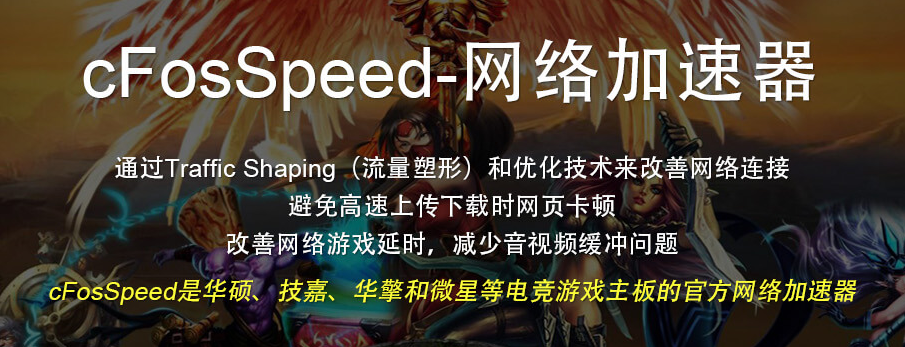 cFosSpeed-网络加速器
通过Traffic Shaping（流量塑形）和优化技术来改善网络连接
避免高速上传下载时网页卡顿
改善网络游戏延时，减少音视频缓冲问题
cFosSpeed是华硕、技嘉、华擎和微星等电竞游戏主板的官方网络加速器